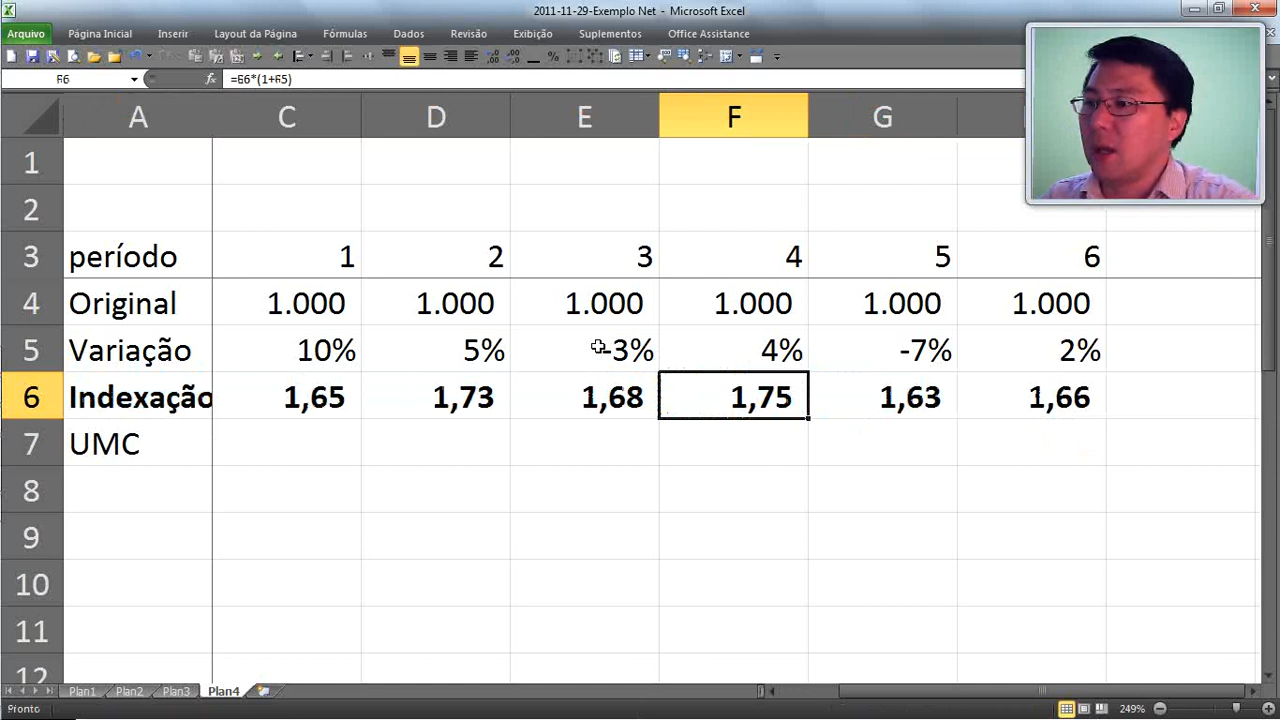 2011-11-29-Exemplo Net - Microsoft Excel
Arquivo Página Inicial Inserir Layout da Página Fórmulas Dados Revisão Exibição Suplementos Office Assistance
F6 fx =E6*(1+F5)
A C D E F G
1
2
3 período 1 2 3 4 5 6
4 Original 1.000 1.000 1.000 1.000 1.000 1.000
5 Variação 10% 5% -3% 4% -7% 2%
6 Indexação 1,65 1,73 1,68 1,75 1,63 1,66
7 UMC
8
9
10
11
12
Plan1 Plan2 Plan3 Plan4
Pronto 249%